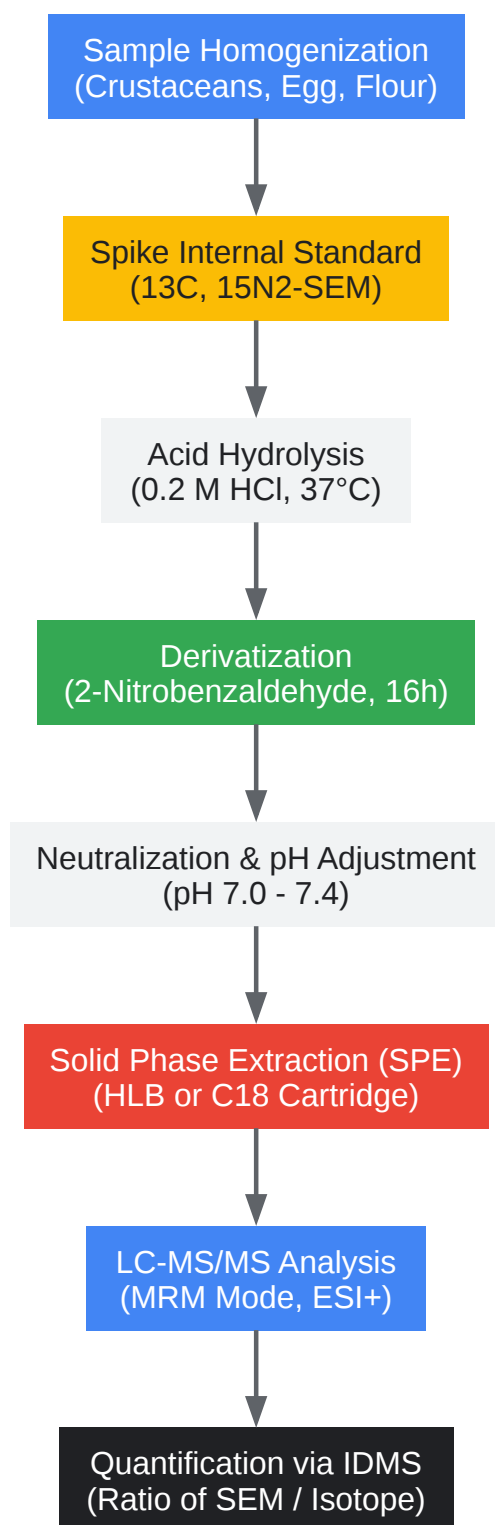 Sample Homogenization
(Crustaceans, Egg, Flour)
Spike Internal Standard
(13C, 15N2-SEM)
Acid Hydrolysis
(0.2 M HCl, 37°C)
Derivatization
(2-Nitrobenzaldehyde, 16h)
Neutralization & pH Adjustment
(pH 7.0 - 7.4)
Solid Phase Extraction (SPE)
(HLB or C18 Cartridge)
LC-MS/MS Analysis
(MRM Mode, ESI+)
Quantification via IDMS
(Ratio of SEM / Isotope)